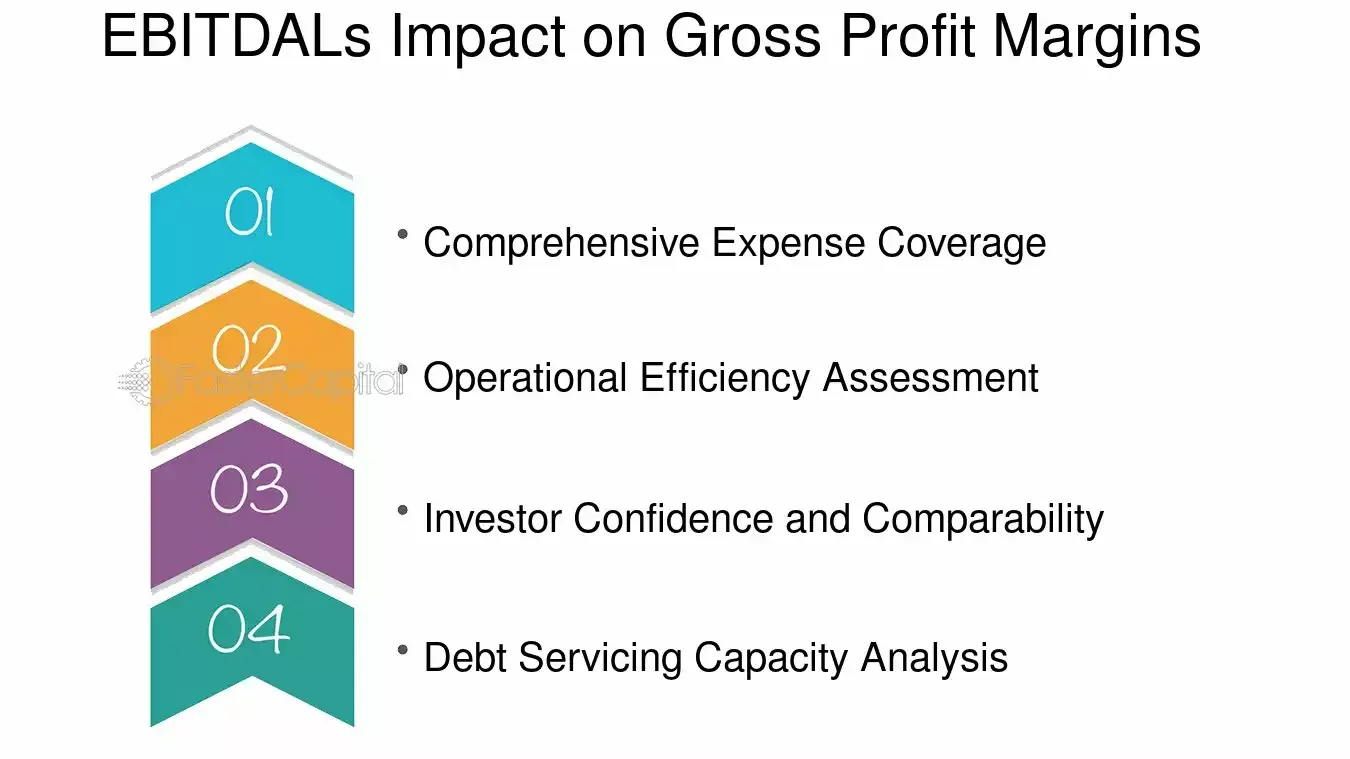 EBITDALs Impact on Gross Profit Margins
01
• Comprehensive Expense Coverage
02
FasterCapital
• Operational Efficiency Assessment
03
• Investor Confidence and Comparability
04
• Debt Servicing Capacity Analysis